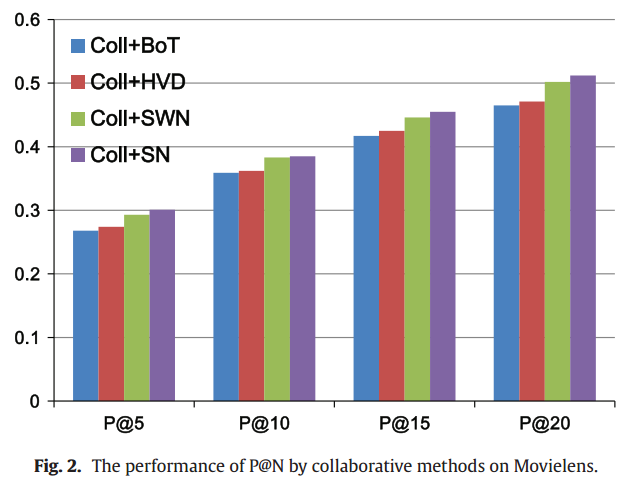 0.6
Coll+BoT
0.5
Coll+HVD
Coll+SWN
0.4
Coll+SN
0.3
0.2
0.1
0
P@5 P@10 P@15 P@20
Fig. 2. The performance of P@N by collaborative methods on Movielens.